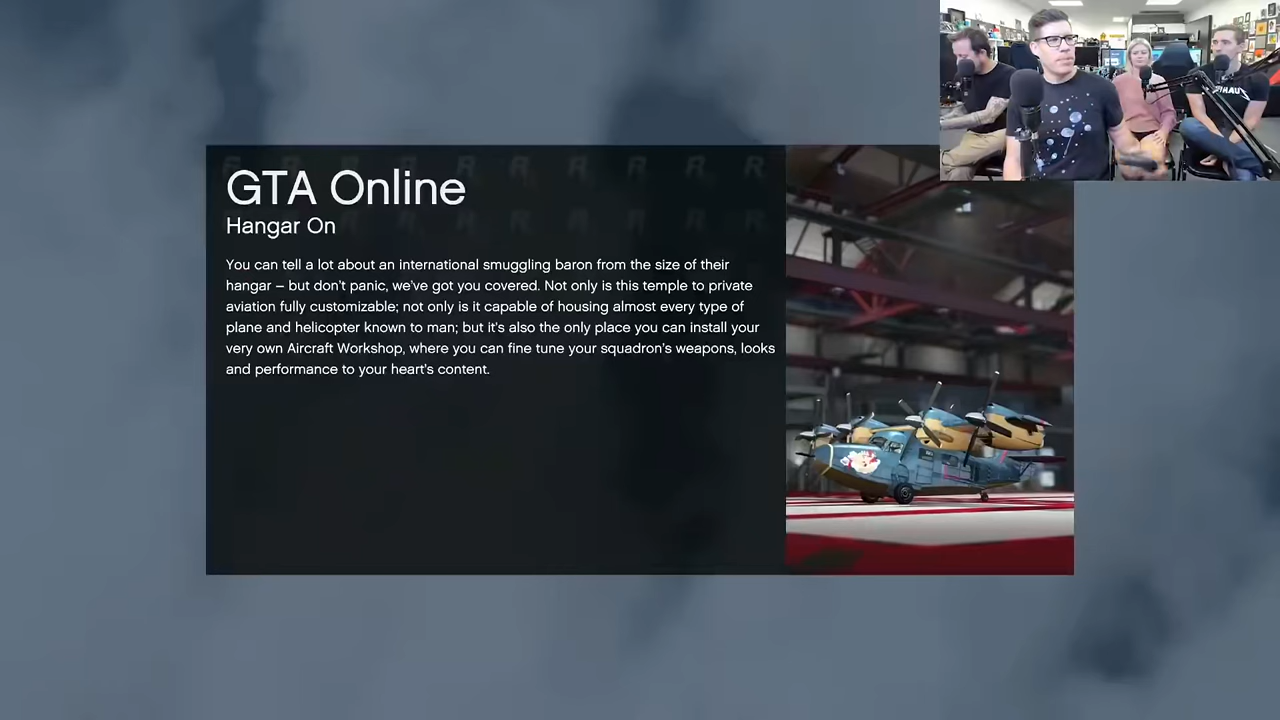 GTA Online
Hangar On
You can tell a lot about an international smuggling baron from the size of their
hangar – but don't panic, we've got you covered. Not only is this temple to private
aviation fully customizable; not only is it capable of housing almost every type of
plane and helicopter known to man; but it's also the only place you can install your
very own Aircraft Workshop, where you can fine tune your squadron's weapons, looks
and performance to your heart's content.